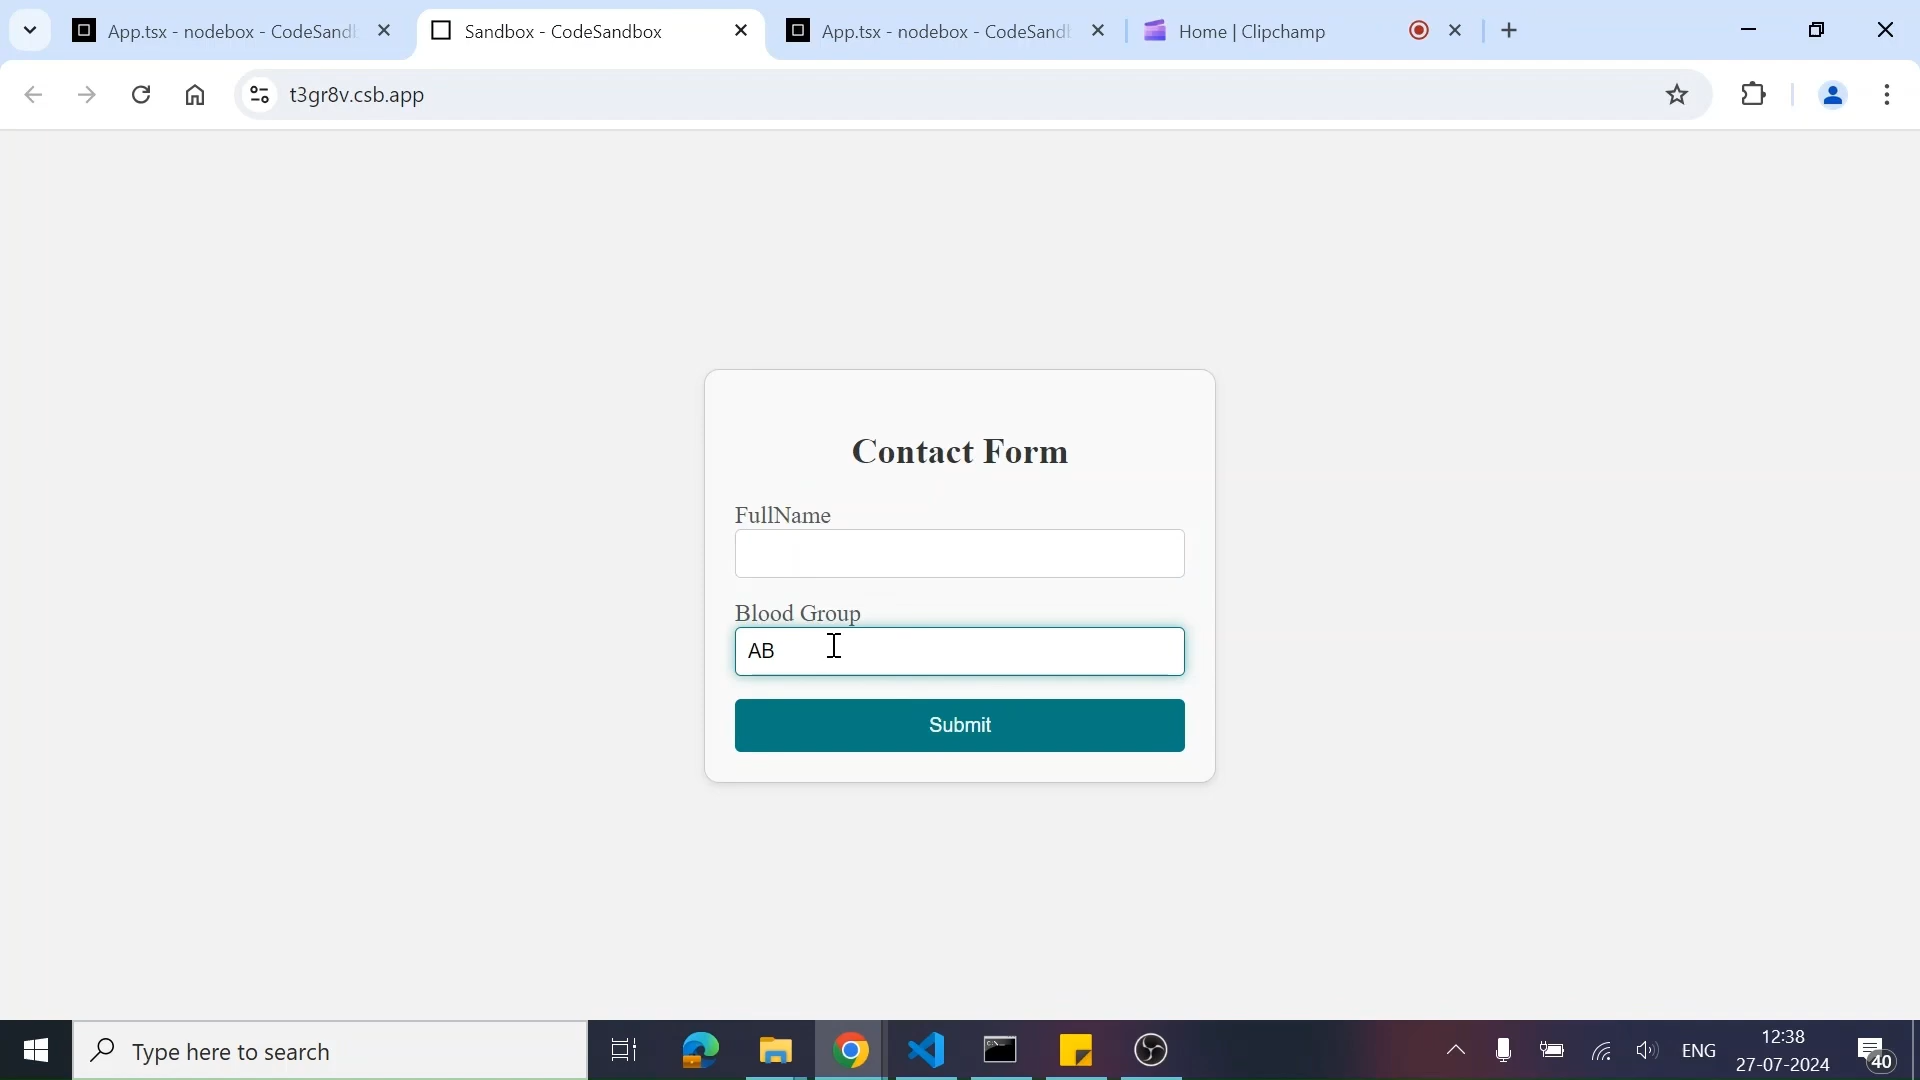 App.tsx - nodebox - CodeSand
Sandbox - CodeSandbox
App.tsx - nodebox - CodeSand
Home | Clipchamp
t3gr8v.csb.app
Contact Form
FullName
Blood Group
AB
Submit
Type here to search
ENG
12:38
27-07-2024
40